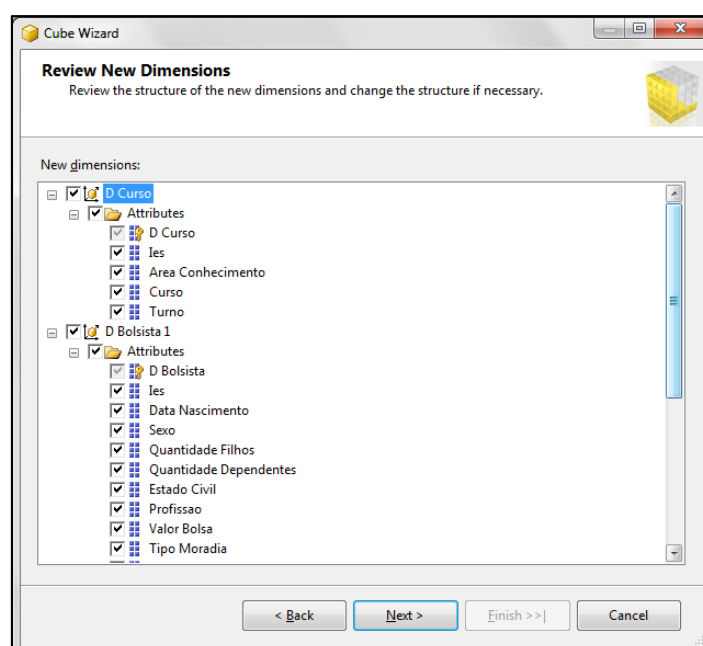 Cube Wizard
Review New Dimensions
Review the structure of the new dimensions and change the structure if necessary.
New dimensions:
D Curso
Attributes
D Curso
Ies
Area Conhecimento
Curso
Turno
D Bolsista 1
Attributes
D Bolsista
Ies
Data Nascimento
Sexo
Quantidade Filhos
Quantidade Dependentes
Estado Civil
Profissao
Valor Bolsa
Tipo Moradia
< Back
Next >
Finish >>|
Cancel